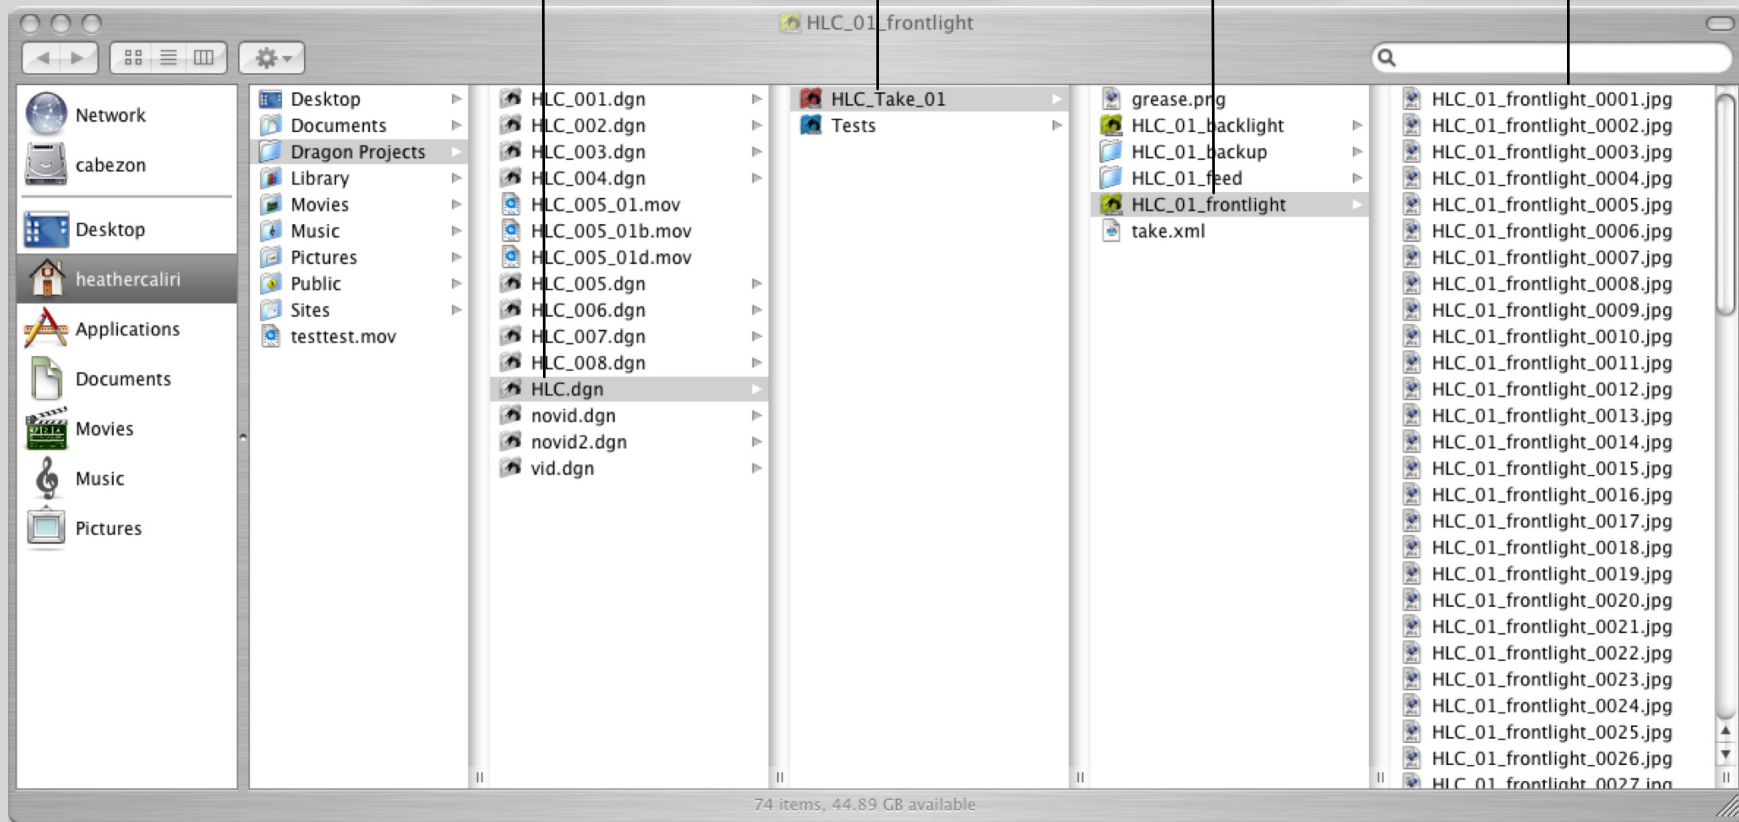 HLC_01_frontlight
Network
cabezon
Desktop
heathercaliri
Applications
Documents
Movies
Music
Pictures
Desktop
Documents
Dragon Projects
Library
Movies
Music
Pictures
Public
Sites
testtest.mov
HLC_001.dgn
HLC_002.dgn
HLC_003.dgn
HLC_004.dgn
HLC_005_01.mov
HLC_005_01b.mov
HLC_005_01d.mov
HLC_005.dgn
HLC_006.dgn
HLC_007.dgn
HLC_008.dgn
HLC.dgn
novid.dgn
novid2.dgn
vid.dgn
HLC_Take_01
Tests
grease.png
HLC_01_backlight
HLC_01_backup
HLC_01_feed
HLC_01_frontlight
take.xml
HLC_01_frontlight_0001.jpg
HLC_01_frontlight_0002.jpg
HLC_01_frontlight_0003.jpg
HLC_01_frontlight_0004.jpg
HLC_01_frontlight_0005.jpg
HLC_01_frontlight_0006.jpg
HLC_01_frontlight_0007.jpg
HLC_01_frontlight_0008.jpg
HLC_01_frontlight_0009.jpg
HLC_01_frontlight_0010.jpg
HLC_01_frontlight_0011.jpg
HLC_01_frontlight_0012.jpg
HLC_01_frontlight_0013.jpg
HLC_01_frontlight_0014.jpg
HLC_01_frontlight_0015.jpg
HLC_01_frontlight_0016.jpg
HLC_01_frontlight_0017.jpg
HLC_01_frontlight_0018.jpg
HLC_01_frontlight_0019.jpg
HLC_01_frontlight_0020.jpg
HLC_01_frontlight_0021.jpg
HLC_01_frontlight_0022.jpg
HLC_01_frontlight_0023.jpg
HLC_01_frontlight_0024.jpg
HLC_01_frontlight_0025.jpg
HLC_01_frontlight_0026.jpg
HLC_01_frontlight_0027.jpg
74 items, 44.89 GB available